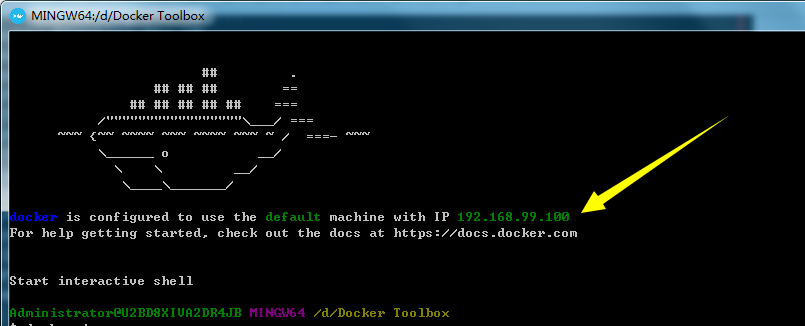 MINGW64:/d/Docker Toolbox
                        ##         .
                  ## ## ##        ==
               ## ## ## ## ##    ===
           /"""""""""""""""""\___/ ===
      ~~~ {~~ ~~~~ ~~~ ~~~~ ~~~ ~ /  ===- ~~~
           \______ o           __/
             \    \         __/
              \____\_______/
docker is configured to use the default machine with IP 192.168.99.100
For help getting started, check out the docs at https://docs.docker.com
Start interactive shell
Administrator@U2BD8XIVA2DR4JB MINGW64 /d/Docker Toolbox